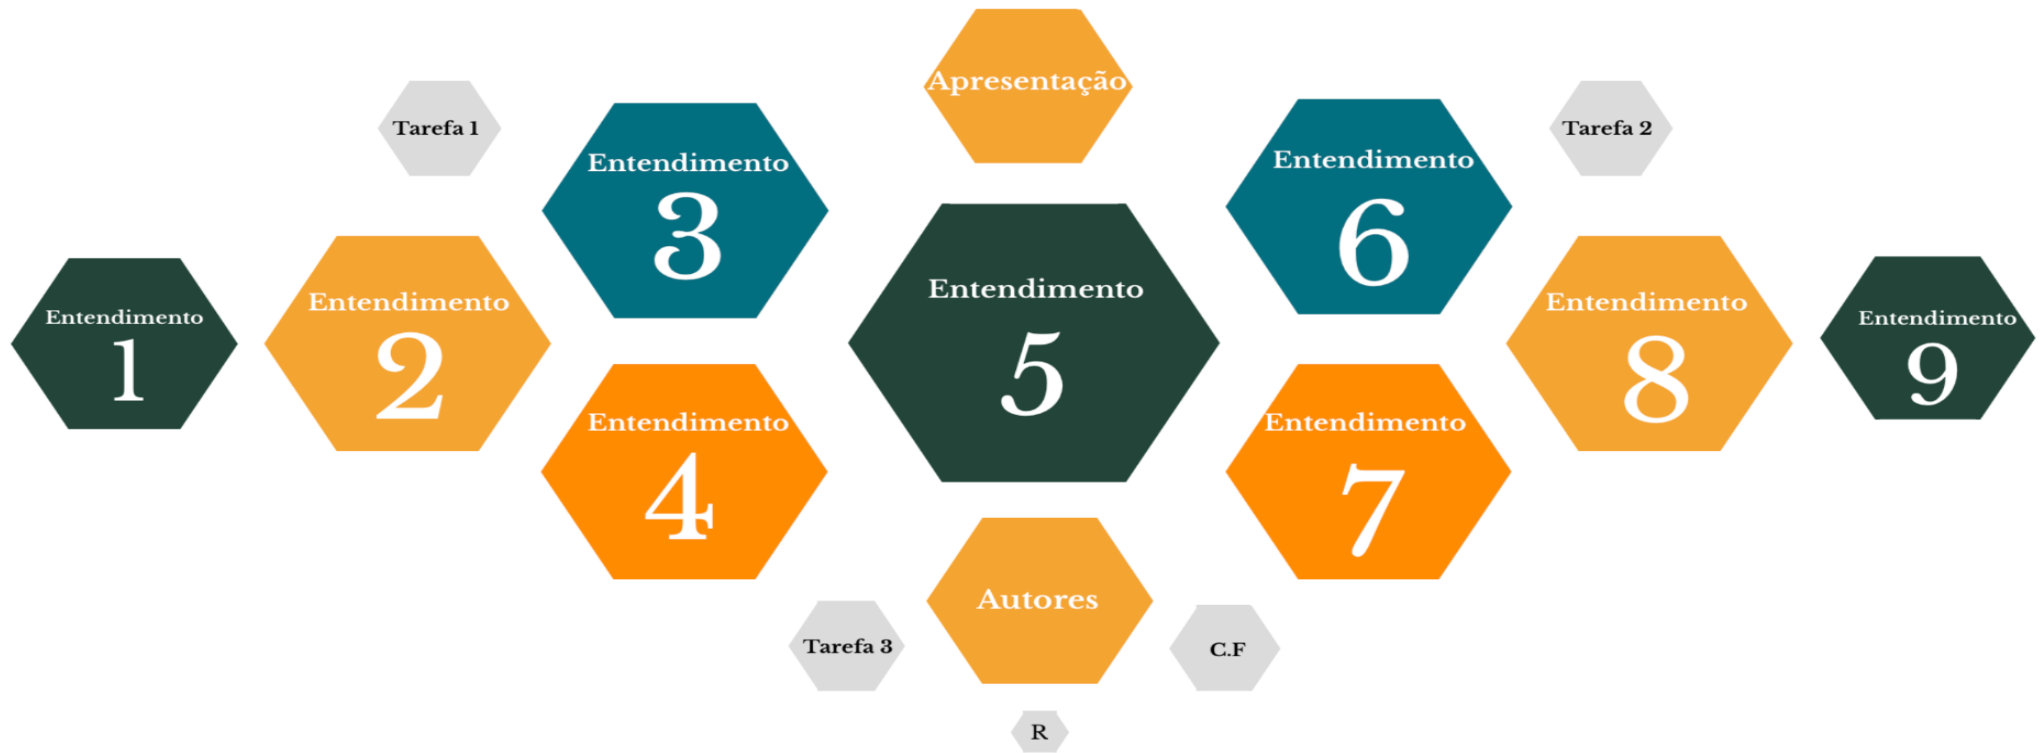 Apresentação
Tarefa 1
Entendimento
3
Entendimento
6
Tarefa 2
Entendimento
1
Entendimento
2
Entendimento
5
Entendimento
8
Entendimento
9
Entendimento
4
Entendimento
7
Autores
Tarefa 3
C.F
R